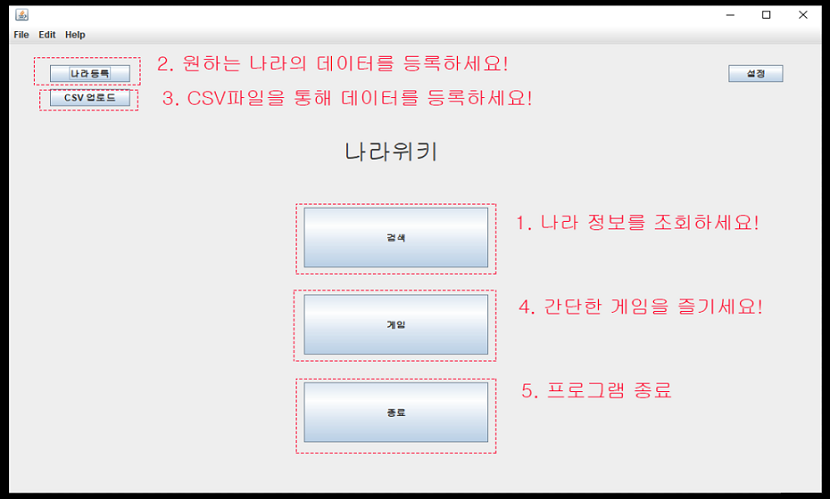 File Edit Help
나라등록
2. 원하는 나라의 데이터를 등록하세요!
설정
CSV 업로드
3. CSV파일을 통해 데이터를 등록하세요!
나라위키
검색
1. 나라 정보를 조회하세요!
게임
4. 간단한 게임을 즐기세요!
종료
5. 프로그램 종료